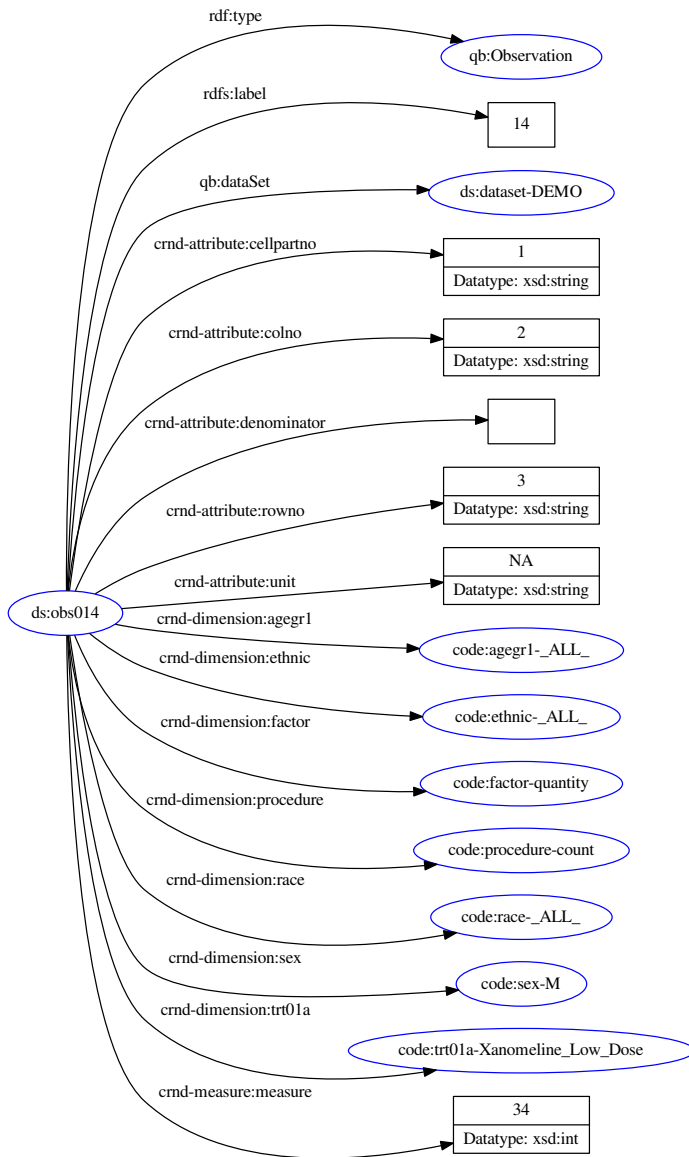 rdf:type
qb:Observation
rdfs:label
14
qb:dataSet
ds:dataset-DEMO
crnd-attribute:cellpartno
1
Datatype: xsd:string
crnd-attribute:colno
2
Datatype: xsd:string
crnd-attribute:denominator
crnd-attribute:rowno
3
Datatype: xsd:string
crnd-attribute:unit
NA
Datatype: xsd:string
ds:obs014
crnd-dimension:agegr1
code:agegr1-_ALL_
crnd-dimension:ethnic
code:ethnic-_ALL_
crnd-dimension:factor
code:factor-quantity
crnd-dimension:procedure
code:procedure-count
crnd-dimension:race
code:race-_ALL_
crnd-dimension:sex
code:sex-M
crnd-dimension:trt01a
code:trt01a-Xanomeline_Low_Dose
crnd-measure:measure
34
Datatype: xsd:int